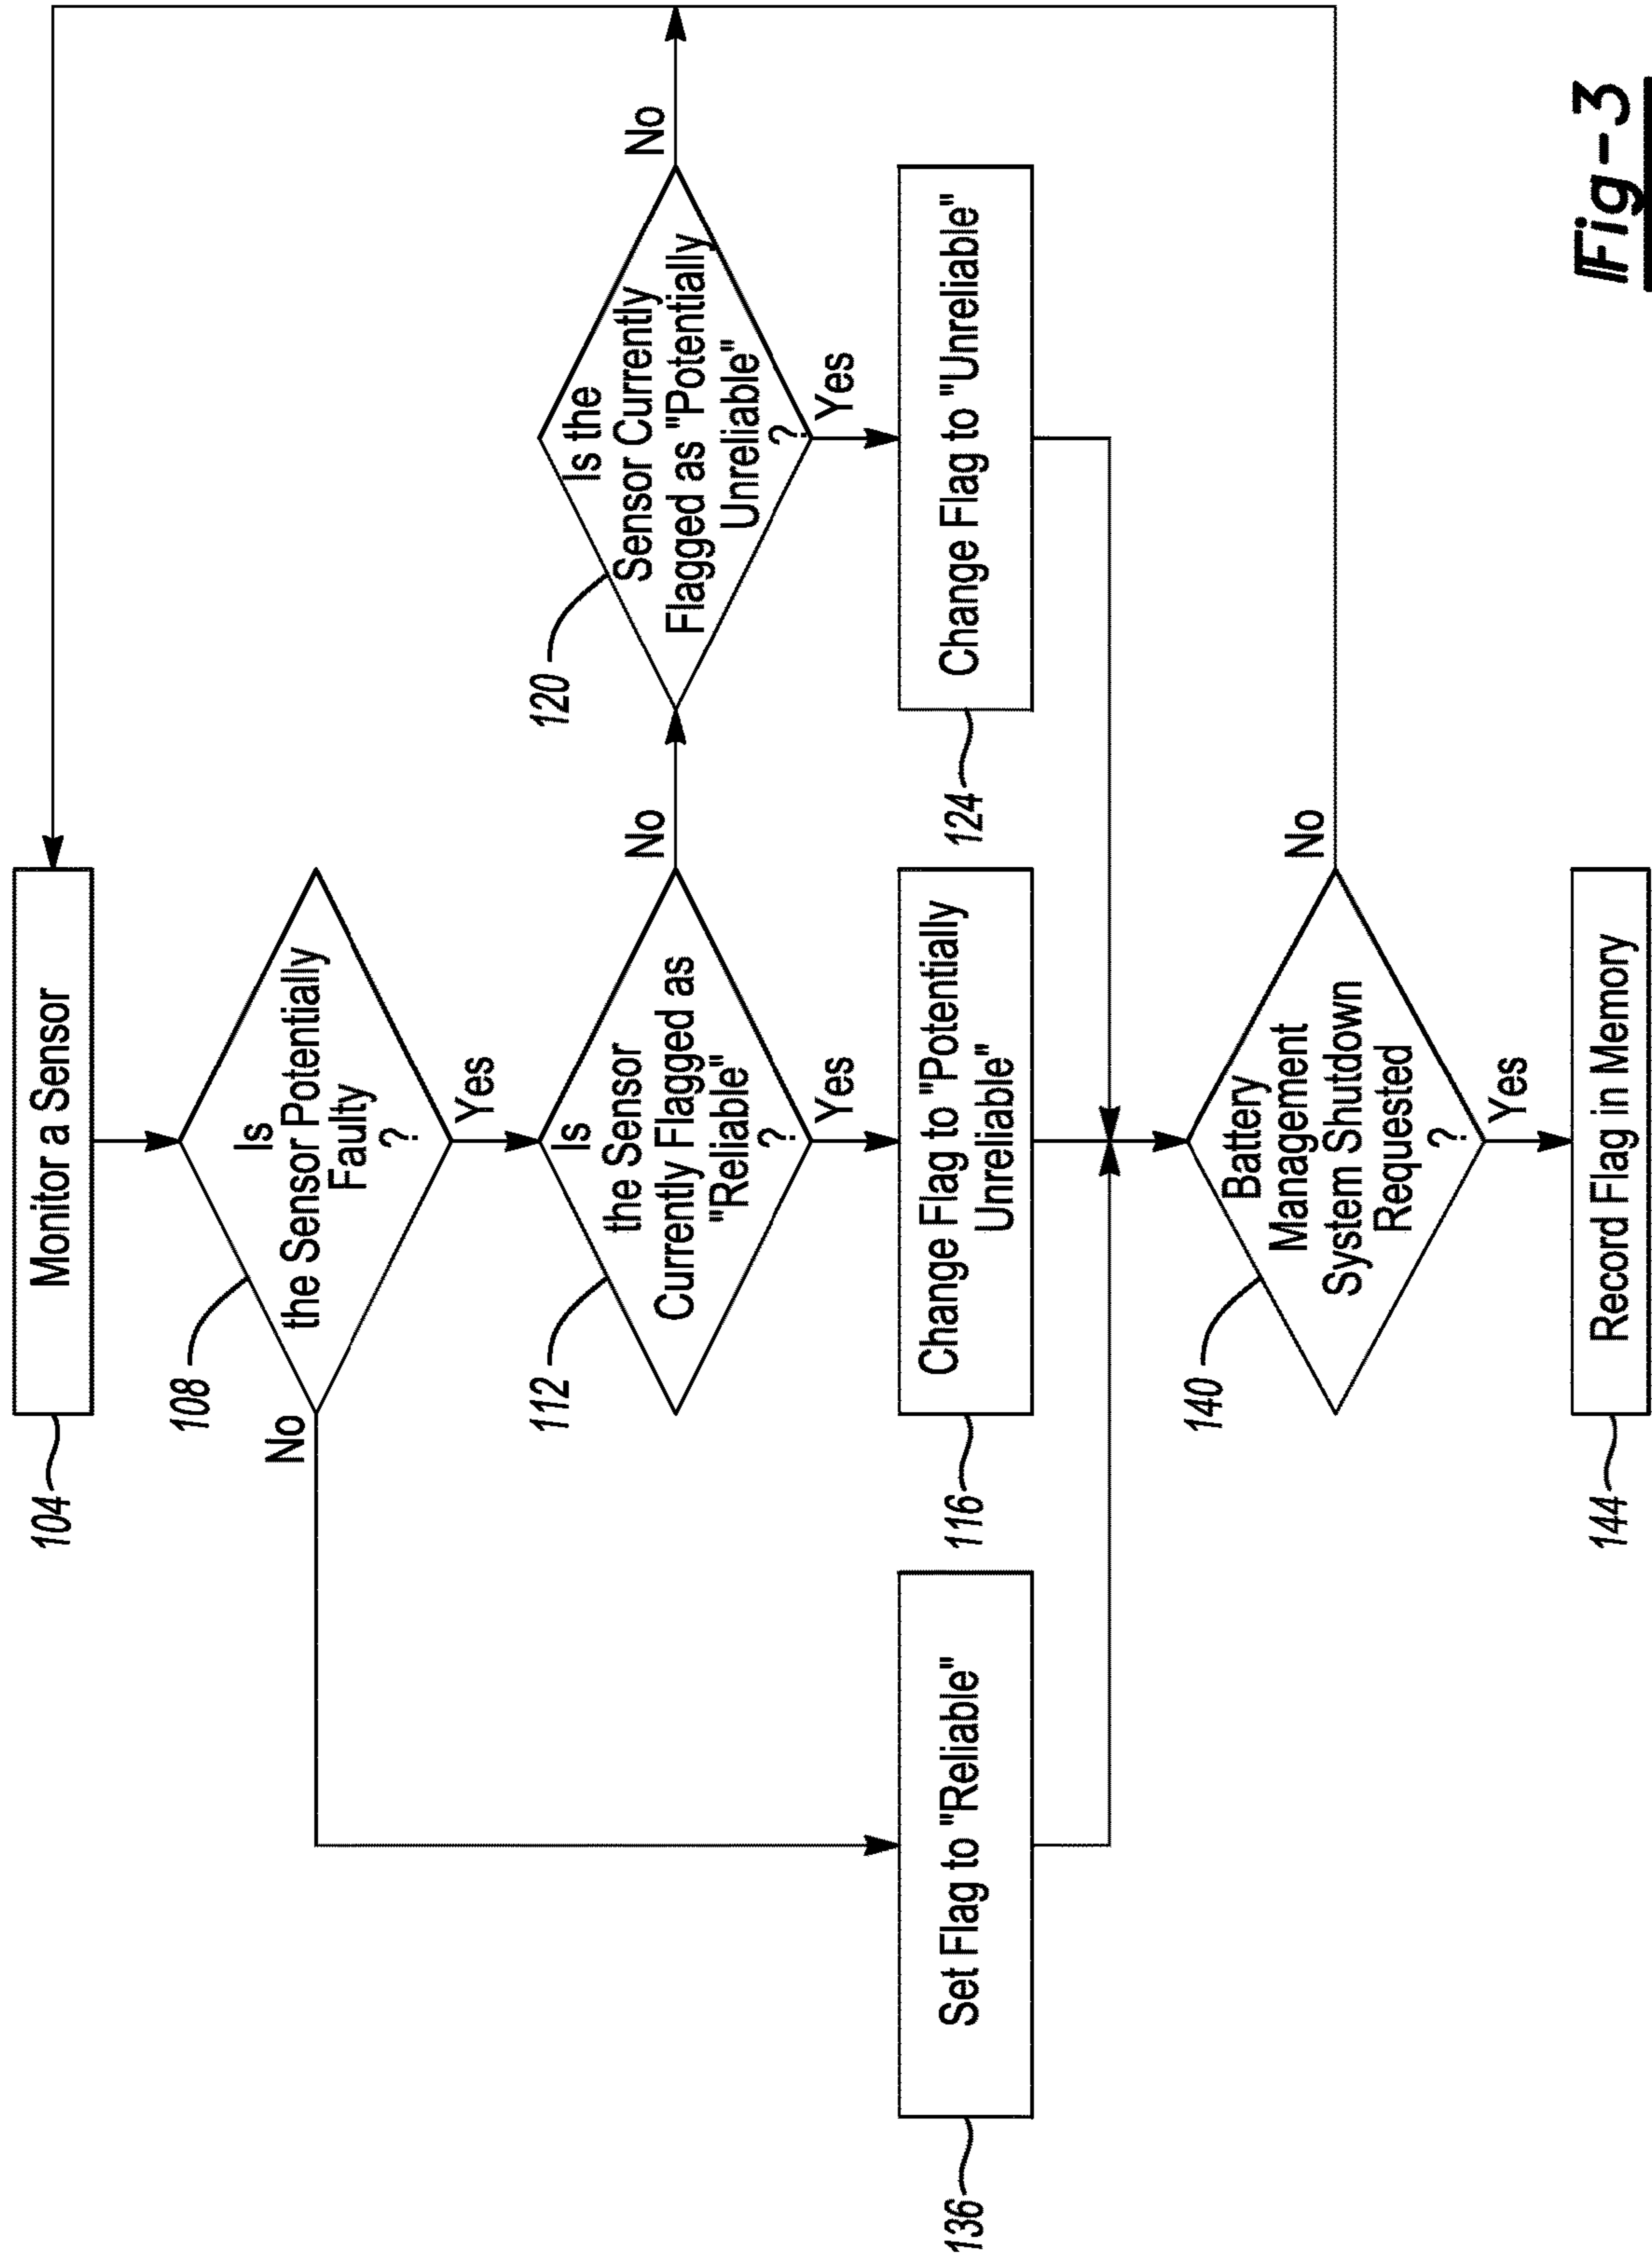 104
Monitor a Sensor
108
Is
the Sensor Potentially
Faulty
?
No
Yes
112
Is
the Sensor
Currently Flagged as
"Reliable"
?
No
Yes
120
Is the
Sensor Currently
Flagged as "Potentially
Unreliable"
?
No
Yes
136
Set Flag to "Reliable"
116
Change Flag to "Potentially
Unreliable"
124
Change Flag to "Unreliable"
140
Battery
Management
System Shutdown
Requested
?
No
Yes
144
Record Flag in Memory
Fig-3